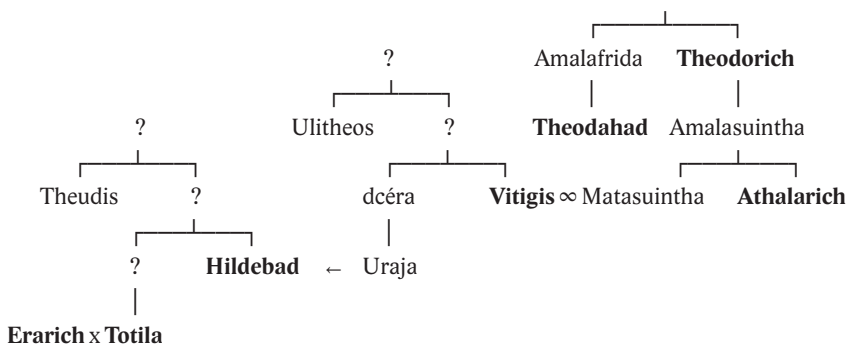 Amalafrida Theodorich
?
Ulitheos ? Theodahad Amalasuintha
?
Theudis ? dcéra Vitigis ∞ Matasuintha Athalarich
? Hildebad ← Uraja
Erarich x Totila